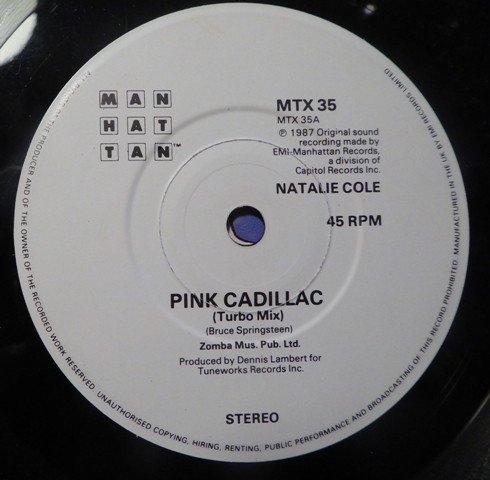 MAN
HAT
TAN™
MTX 35
MTX 35A
℗ 1987 Original sound
recording made by
EMI-Manhattan Records,
a division of
Capitol Records Inc.
NATALIE COLE
45 RPM
PINK CADILLAC
(Turbo Mix)
(Bruce Springsteen)
Zomba Mus. Pub. Ltd.
Produced by Dennis Lambert for
Tuneworks Records Inc.
STEREO
THE PRODUCER AND OF THE OWNER OF THE RECORDED WORK RESERVED. UNAUTHORISED COPYING, HIRING, RENTING, PUBLIC PERFORMANCE AND BROADCASTING OF THIS RECORD PROHIBITED. MANUFACTURED IN THE UK BY EMI RECORDS LIMITED